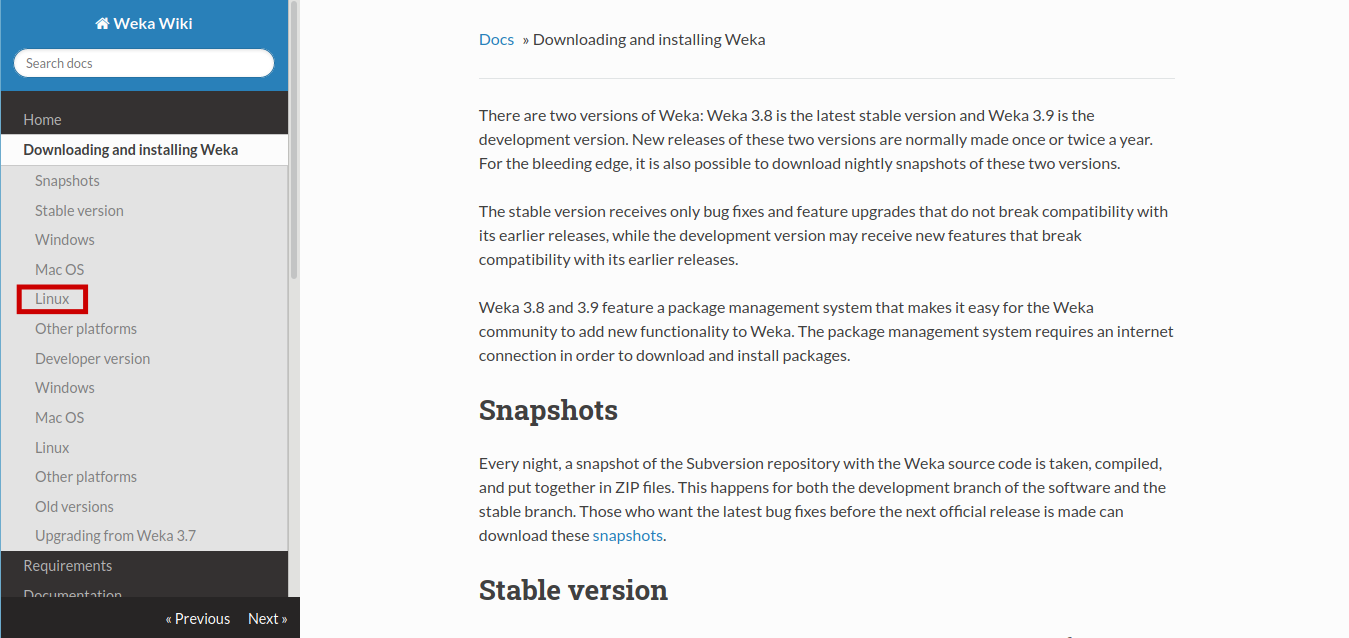 Weka Wiki
Search docs
Home
Downloading and installing Weka
Snapshots
Stable version
Windows
Mac OS
Linux
Other platforms
Developer version
Windows
Mac OS
Linux
Other platforms
Old versions
Upgrading from Weka 3.7
Requirements
Documentation
« Previous Next »
Docs » Downloading and installing Weka
There are two versions of Weka: Weka 3.8 is the latest stable version and Weka 3.9 is the
development version. New releases of these two versions are normally made once or twice a year.
For the bleeding edge, it is also possible to download nightly snapshots of these two versions.
The stable version receives only bug fixes and feature upgrades that do not break compatibility with
its earlier releases, while the development version may receive new features that break
compatibility with its earlier releases.
Weka 3.8 and 3.9 feature a package management system that makes it easy for the Weka
community to add new functionality to Weka. The package management system requires an internet
connection in order to download and install packages.
Snapshots
Every night, a snapshot of the Subversion repository with the Weka source code is taken, compiled,
and put together in ZIP files. This happens for both the development branch of the software and the
stable branch. Those who want the latest bug fixes before the next official release is made can
download these snapshots.
Stable version